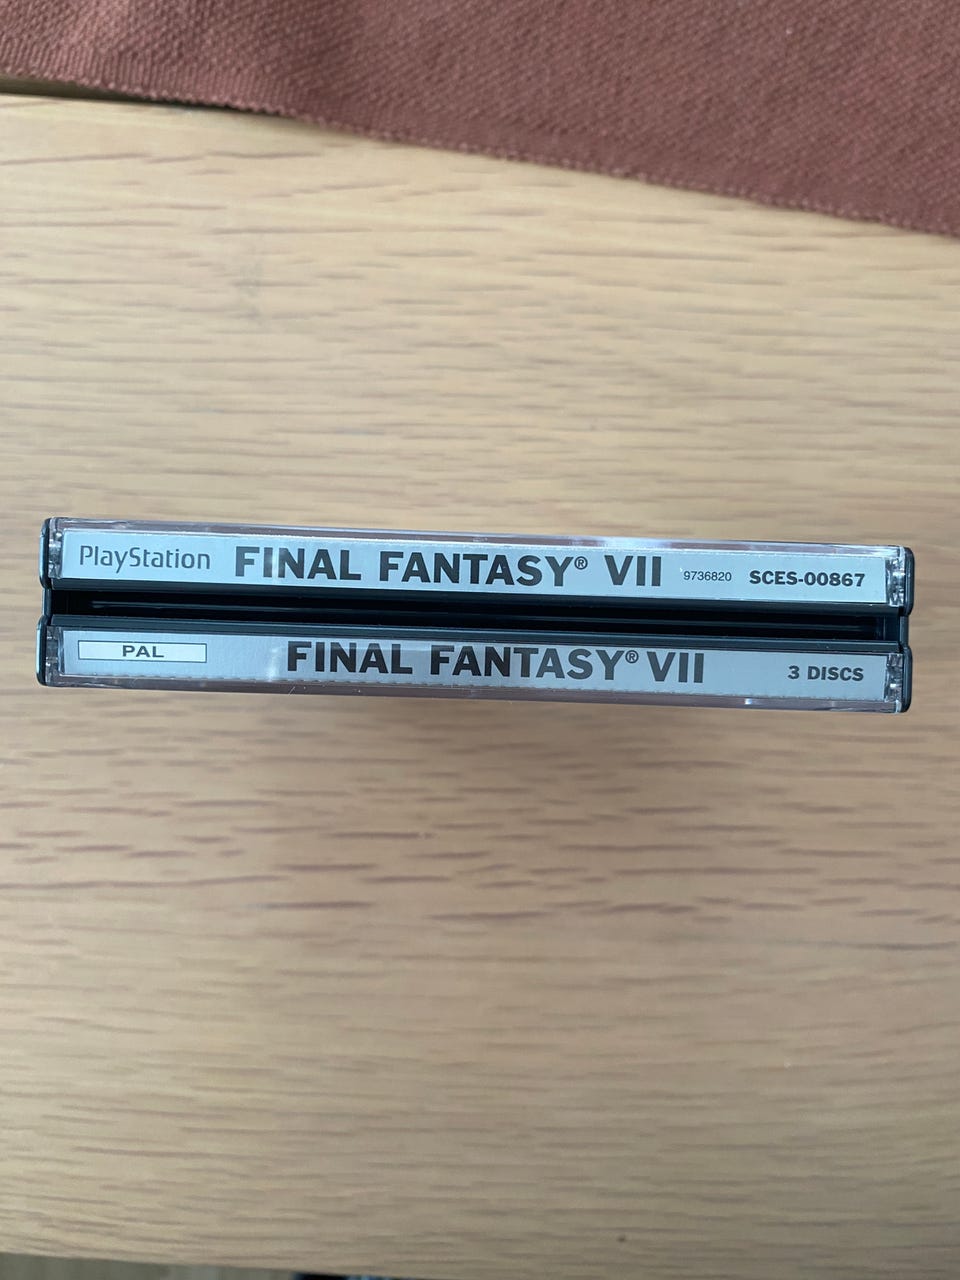 PlayStation FINAL FANTASY® VII 9736820 SCES-00867
PAL FINAL FANTASY® VII 3 DISCS